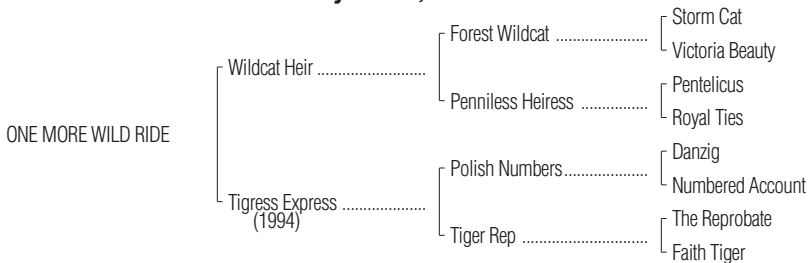 Storm Cat
Forest Wildcat ..................
Victoria Beauty
Wildcat Heir .........................
Pentelicus
Penniless Heiress ................
Royal Ties
ONE MORE WILD RIDE
Danzig
Polish Numbers...................
Numbered Account
Tigress Express ...................
(1994)
The Reprobate
Tiger Rep ...........................
Faith Tiger